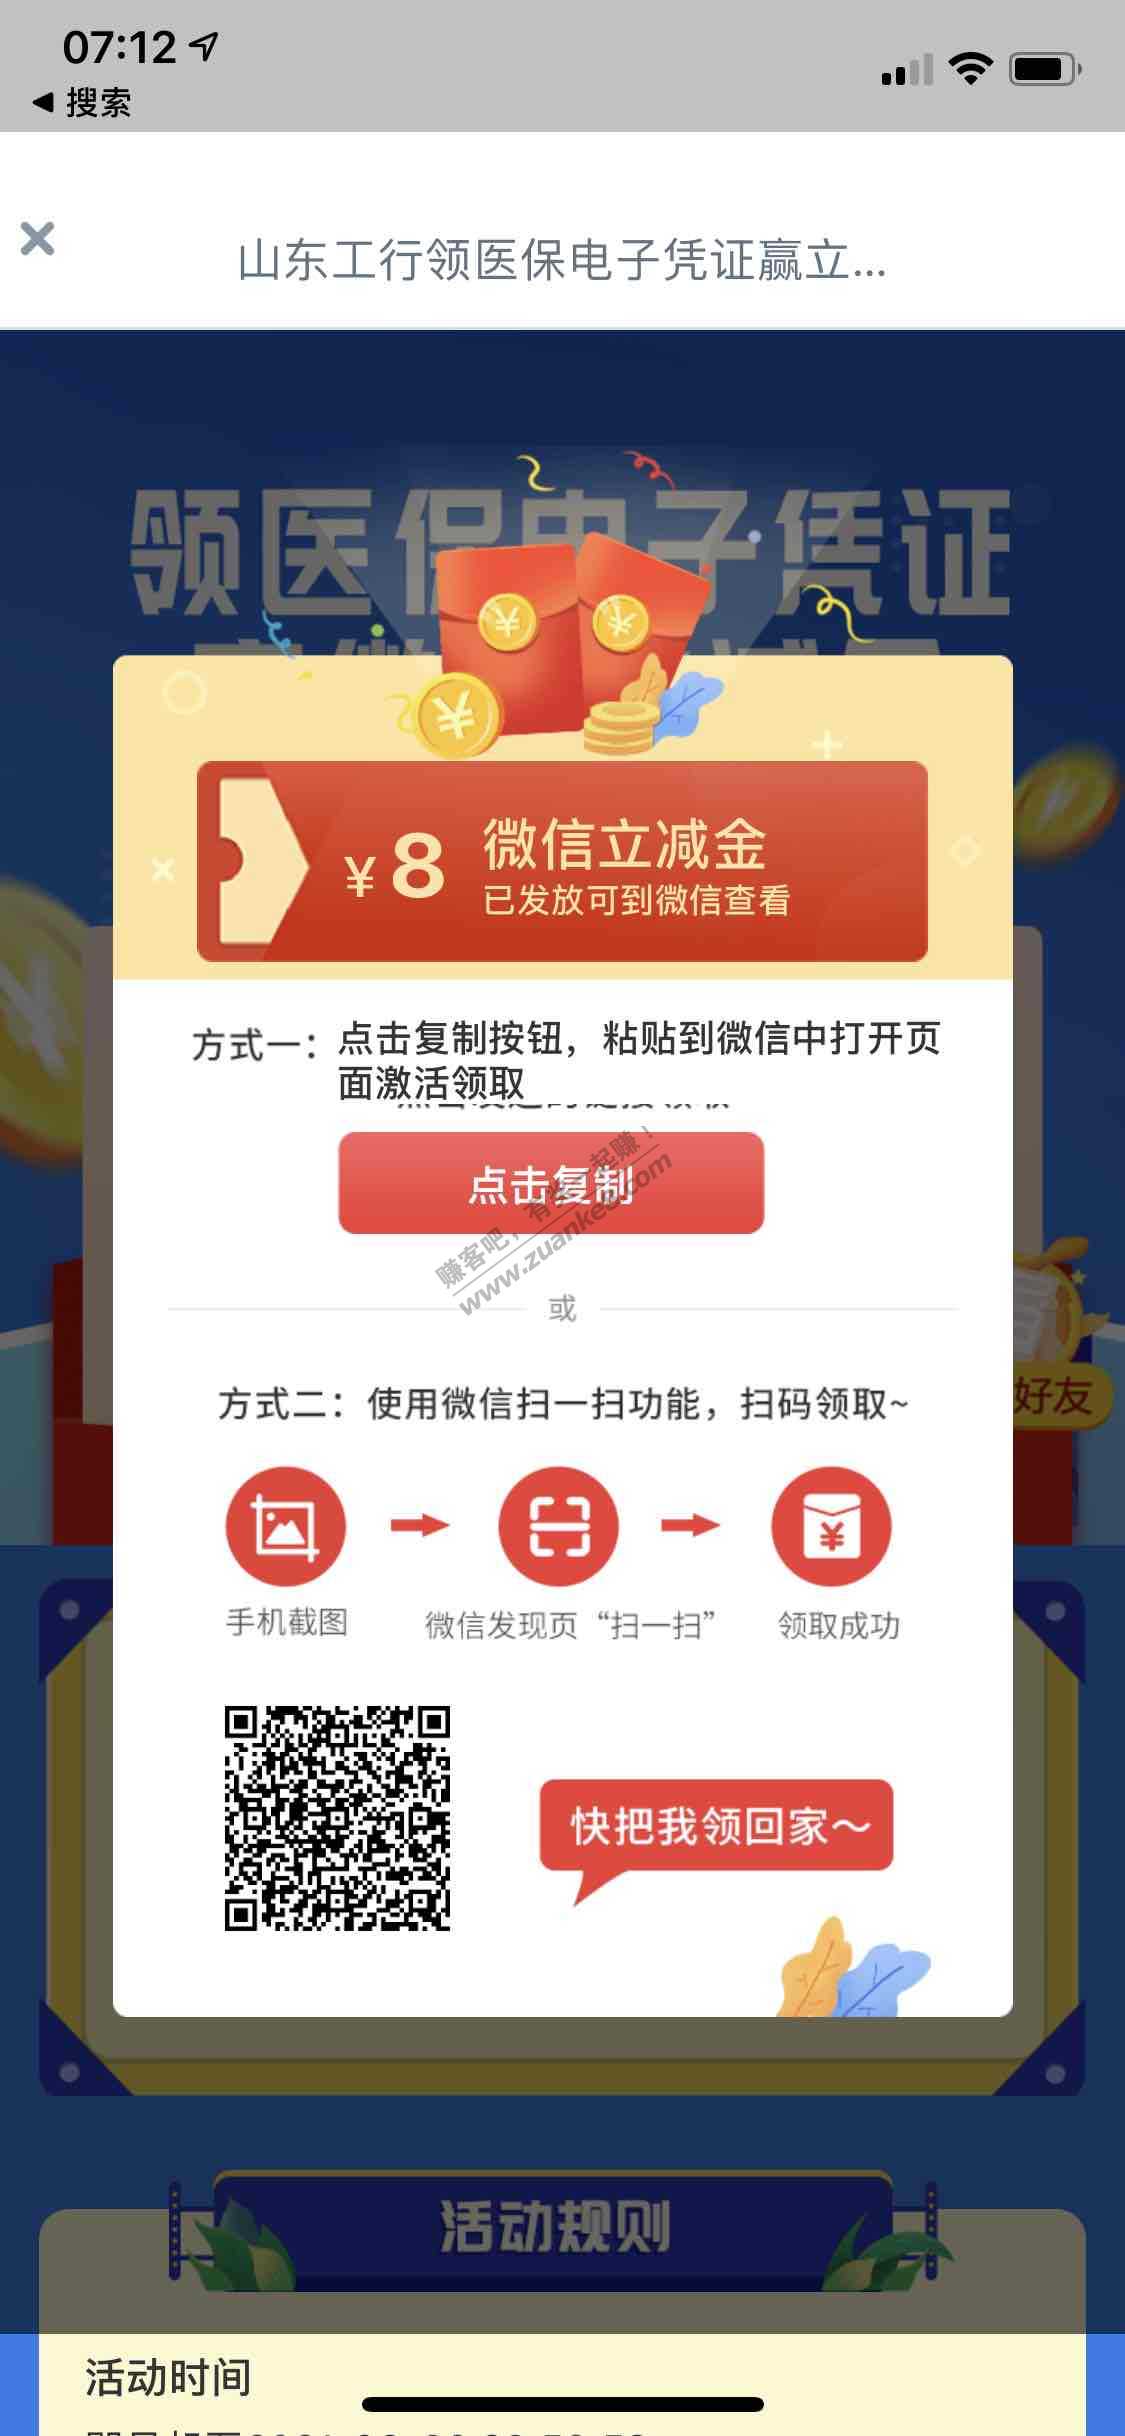 07:12
搜索
山东工行领医保电子凭证赢立...
领医保电子凭证
¥8 微信立减金
已发放可到微信查看
方式一：点击复制按钮，粘贴到微信中打开页
面激活领取
点击复制
赚客吧，有奖一起赚！
www.zuanke8.com
或
方式二：使用微信扫一扫功能，扫码领取~
好友
手机截图
微信发现页“扫一扫”
领取成功
快把我领回家～
活动规则
活动时间